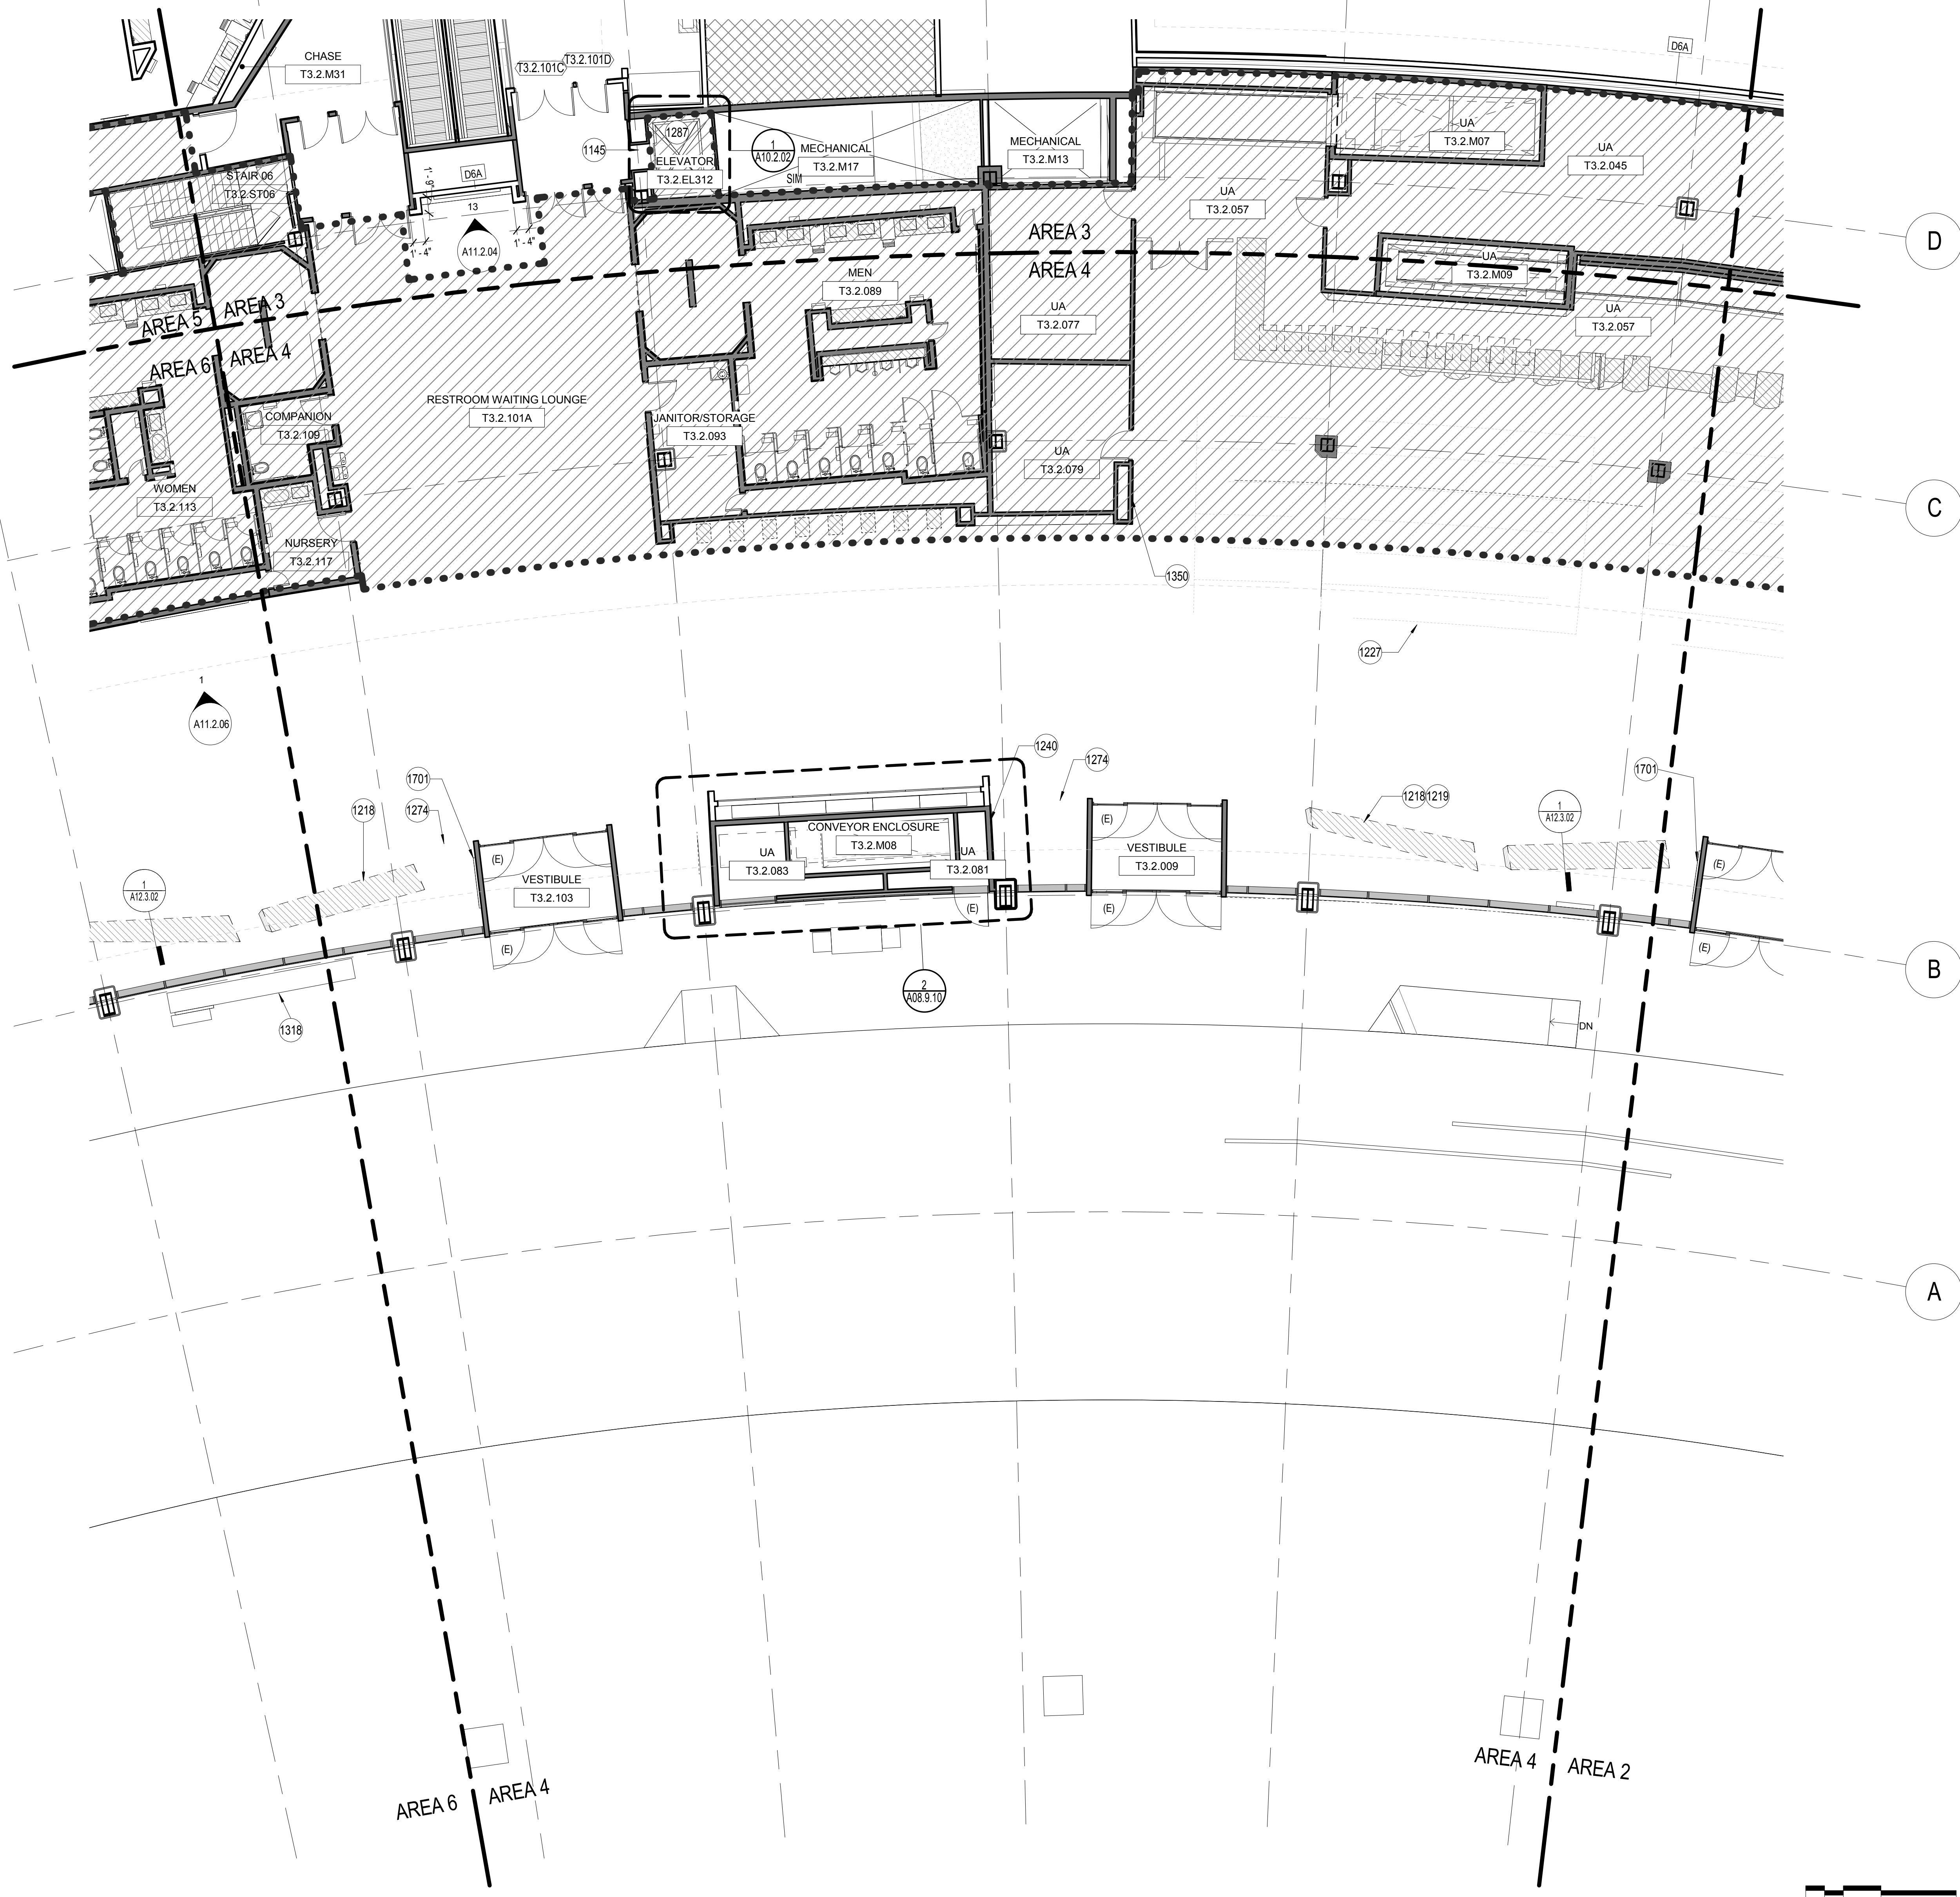 CHASE
T3.2.M31
T3.2.101C
T3.2.101D
D6A
1145
1287
ELEVATOR
T3.2.EL312
1
A10.2.02
SIM
MECHANICAL
T3.2.M17
MECHANICAL
T3.2.M13
UA
T3.2.M07
UA
T3.2.045
STAIR 06
T3.2.ST06
1' - 9"
D6A
13
A11.2.04
1' - 4"
1' - 4"
UA
T3.2.057
D
AREA 3
AREA 4
MEN
T3.2.089
UA
T3.2.M09
UA
T3.2.077
UA
T3.2.057
AREA 5
AREA 3
AREA 6
AREA 4
RESTROOM WAITING LOUNGE
T3.2.101A
COMPANION
T3.2.109
JANITOR/STORAGE
T3.2.093
UA
T3.2.079
WOMEN
T3.2.113
C
NURSERY
T3.2.117
1350
1227
1
A11.2.06
1240
1274
1701
1274
1218
1701
1218
1219
1
A12.3.02
CONVEYOR ENCLOSURE
T3.2.M08
UA
T3.2.083
UA
T3.2.081
(E)
VESTIBULE
T3.2.009
(E)
(E)
VESTIBULE
T3.2.103
(E)
(E)
(E)
(E)
1
A12.3.02
B
2
A08.9.10
1318
DN
A
AREA 6
AREA 4
AREA 4
AREA 2